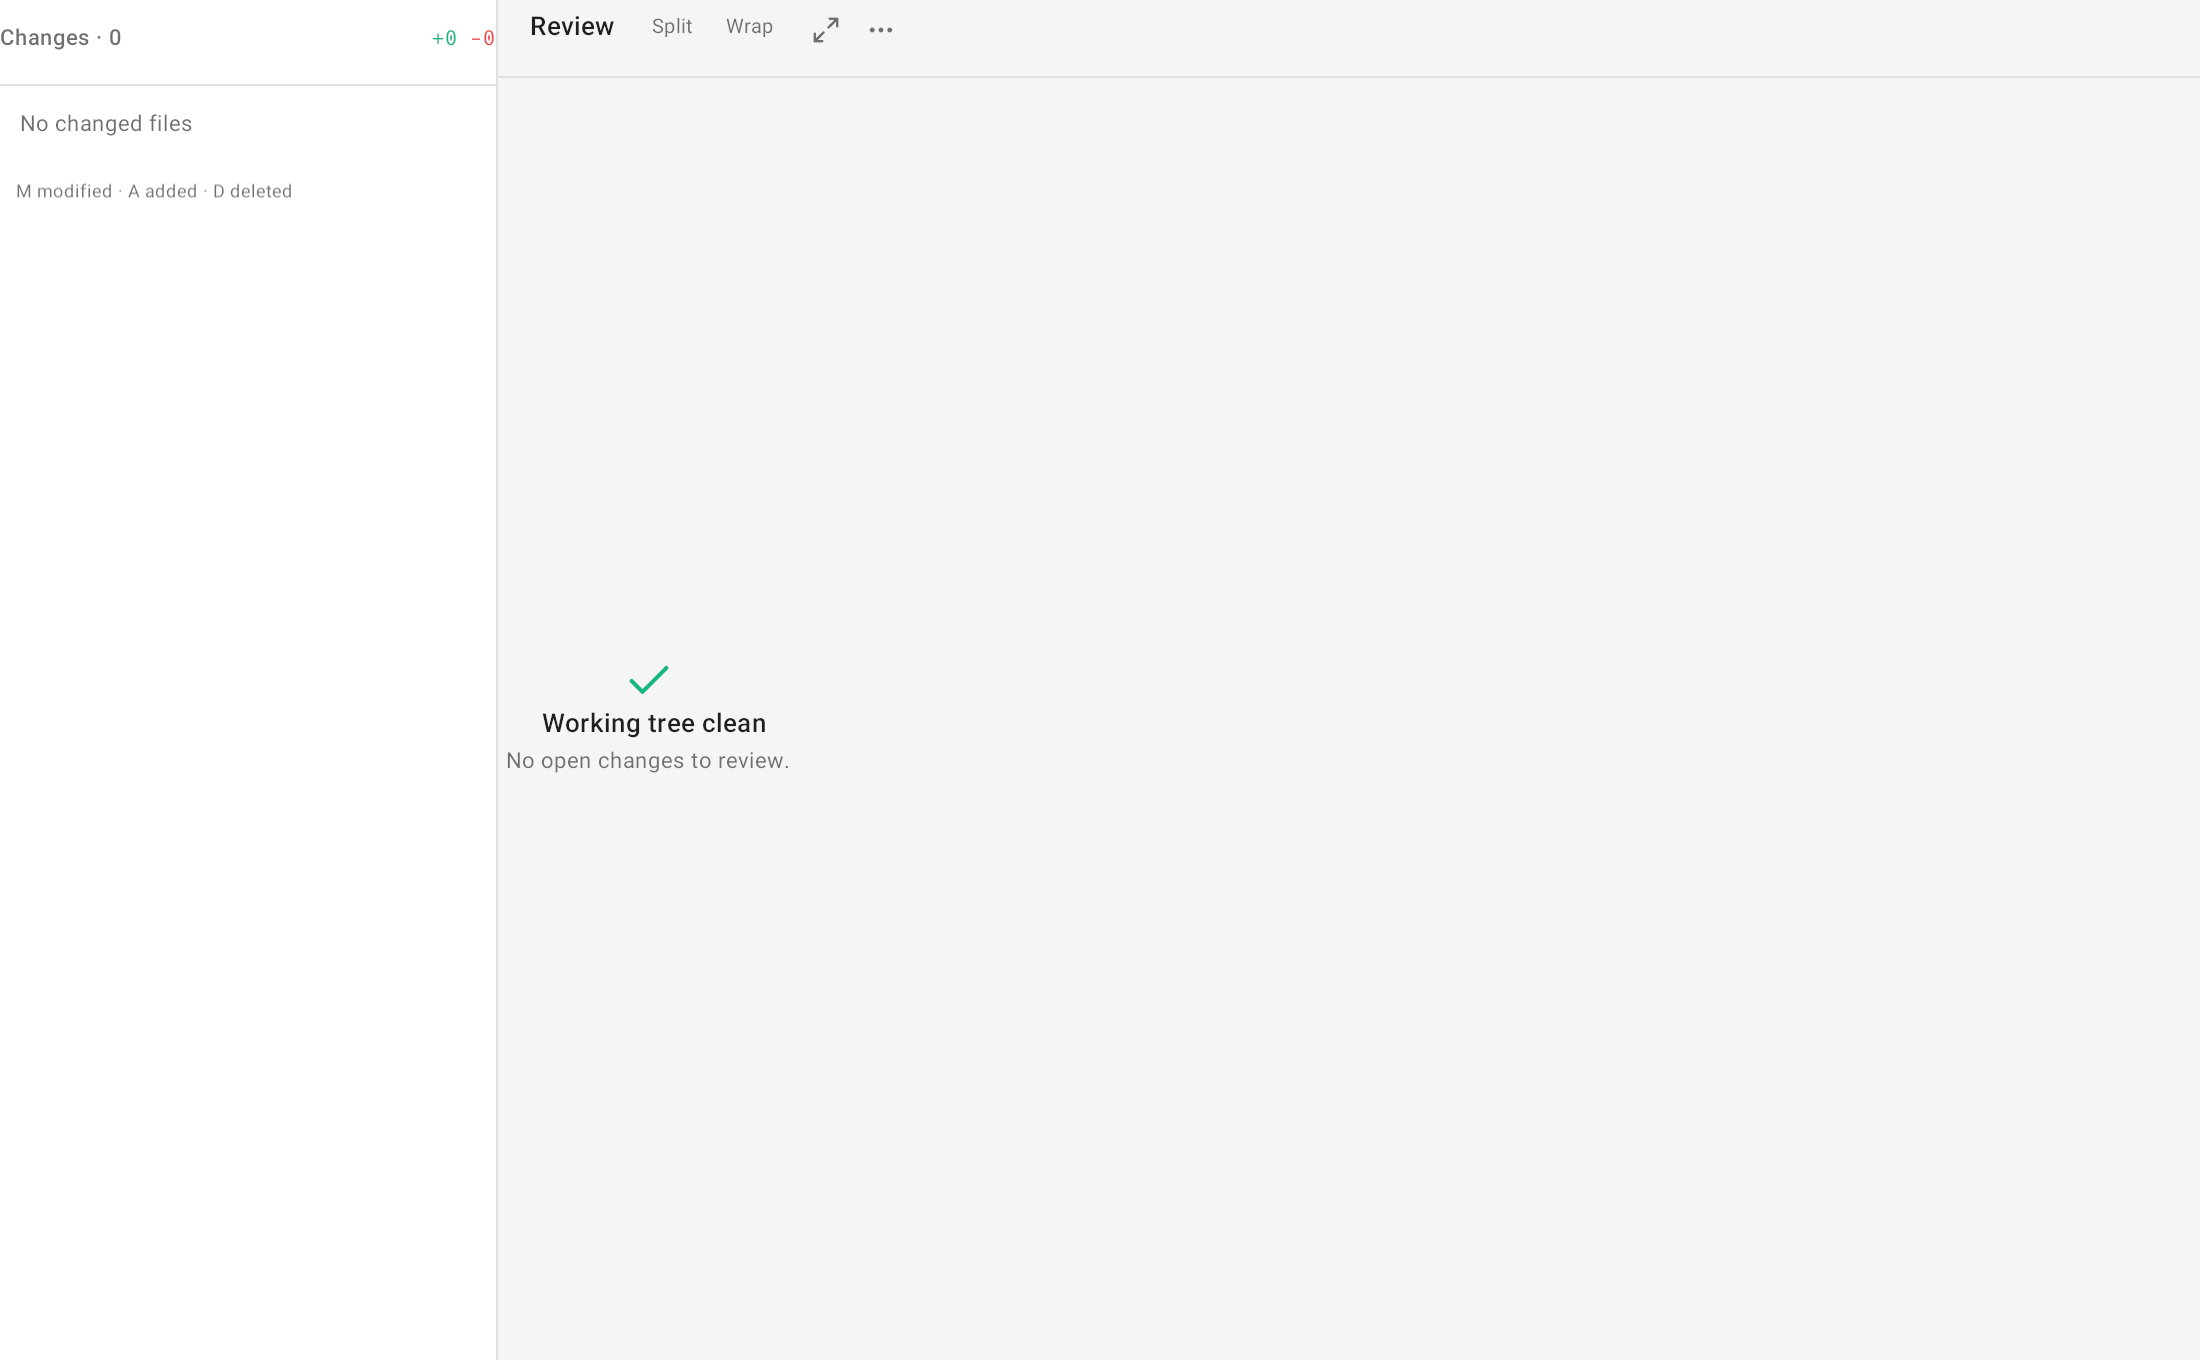 Changes · 0 +0 -0
No changed files
M modified · A added · D deleted
Review Split Wrap
Working tree clean
No open changes to review.